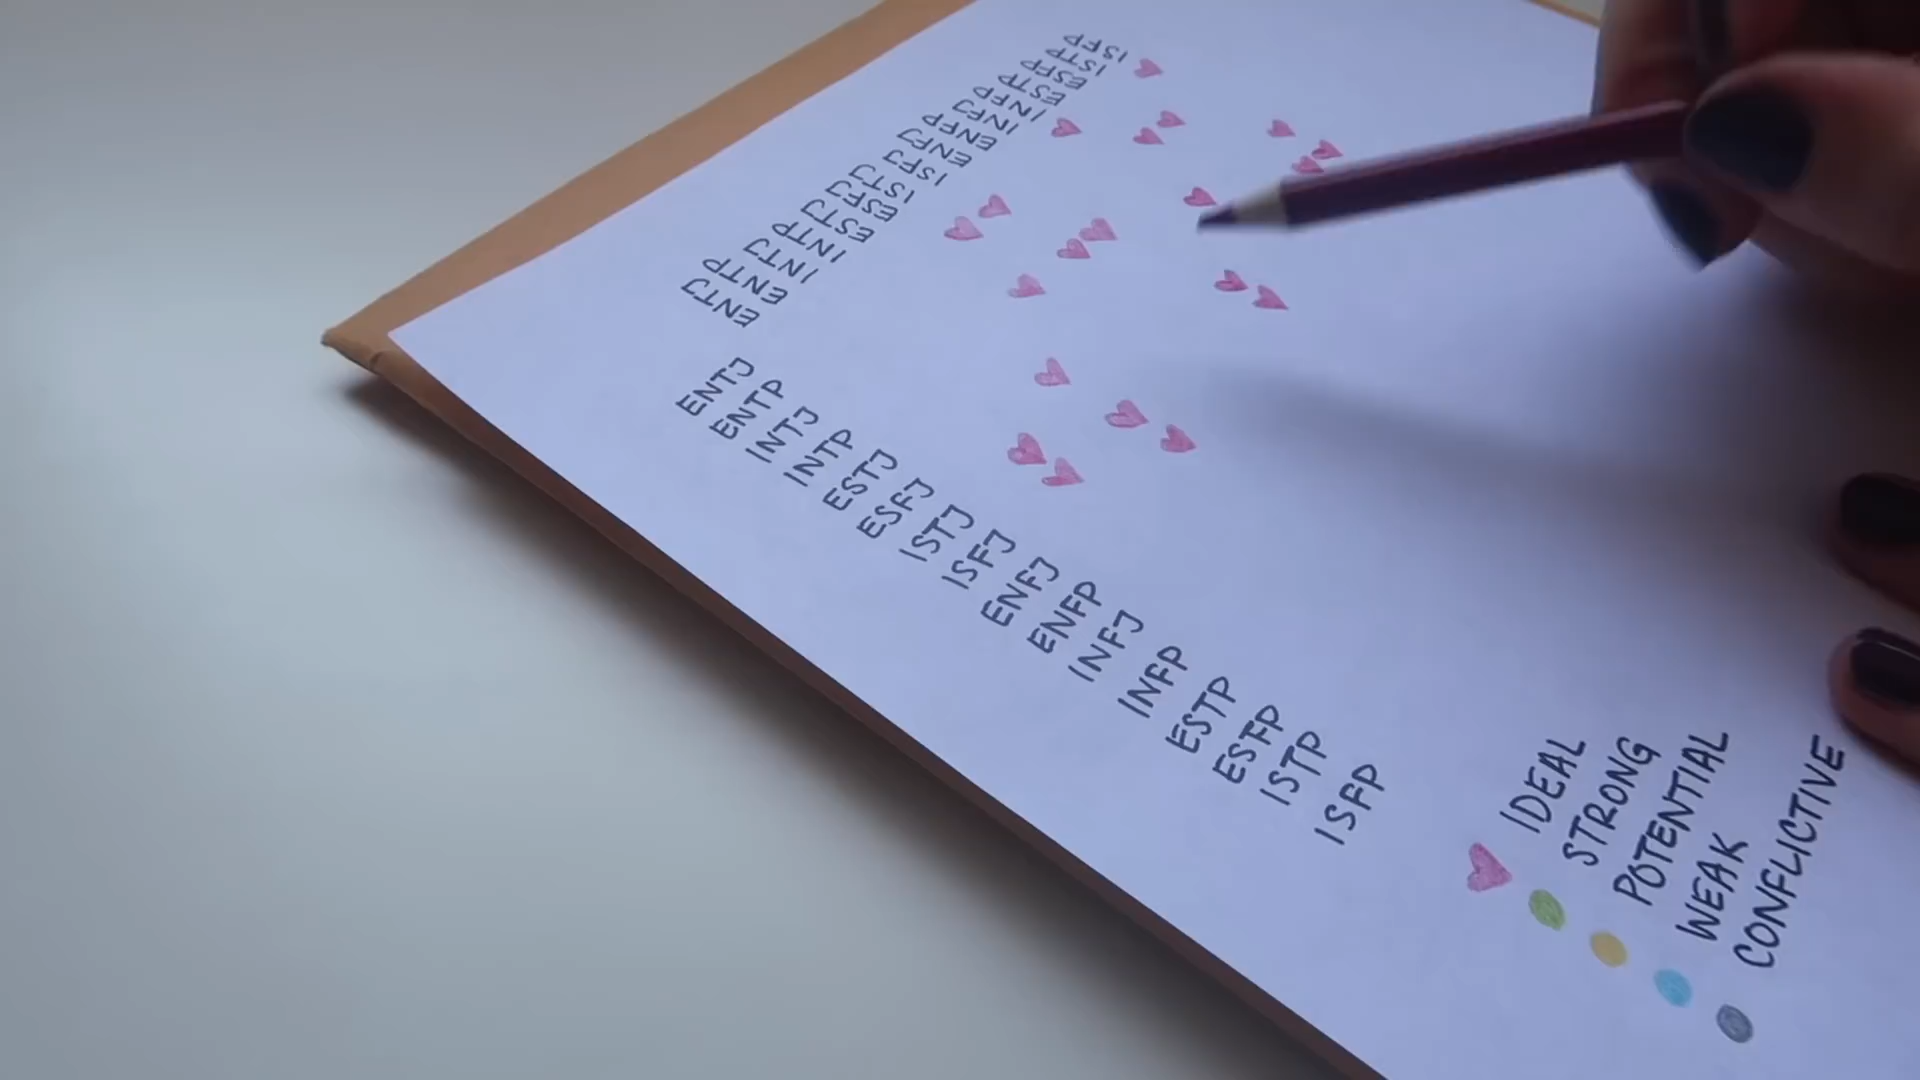 ISFP
ISTP
ESFP
ESTP
INFP
INFJ
ENFP
ENFJ
ISFJ
ISTJ
ESFJ
ESTJ
INTP
INTJ
ENTP
ENTJ
ENTJ
ENTP
INTJ
INTP
ESTJ
ESFJ
ISTJ
ISFJ
ENFJ
ENFP
INFJ
INFP
ESTP
ESFP
ISTP
ISFP
IDEAL
STRONG
POTENTIAL
WEAK
CONFLICTIVE